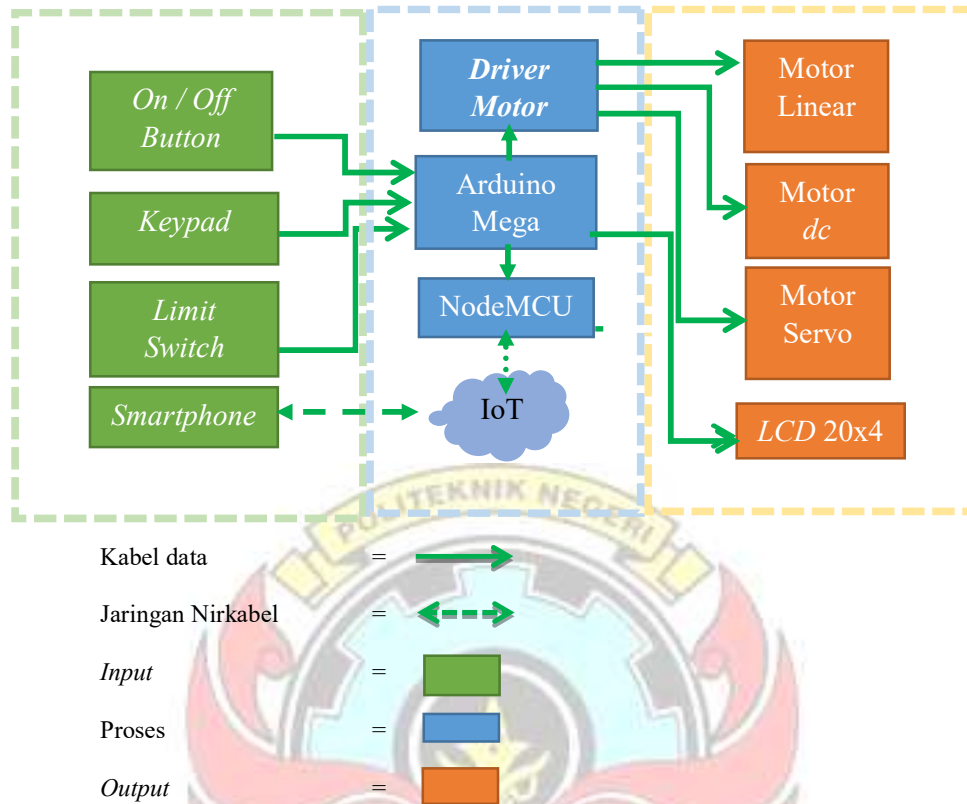 On / Off
Button
Keypad
Limit
Switch
Smartphone
Driver
Motor
Arduino
Mega
NodeMCU
IoT
Motor
Linear
Motor
dc
Motor
Servo
LCD 20x4
POLITEKNIK NEGERI
Kabel data =
Jaringan Nirkabel =
Input =
Proses =
Output =